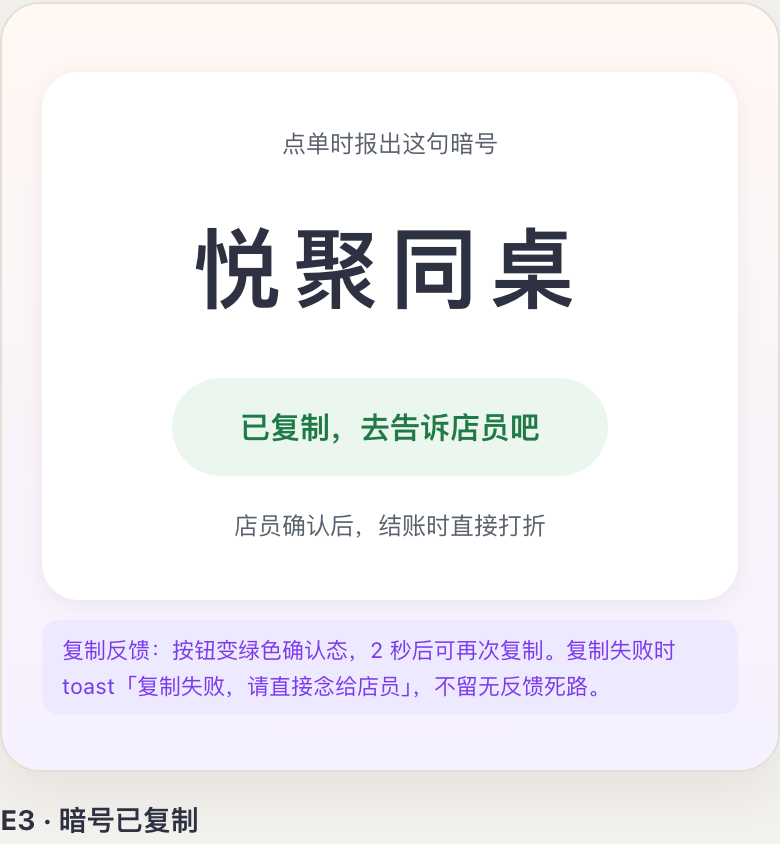 点单时报出这句暗号
悦聚同桌
已复制，去告诉店员吧
店员确认后，结账时直接打折
复制反馈：按钮变绿色确认态，2 秒后可再次复制。复制失败时
toast「复制失败，请直接念给店员」，不留无反馈死路。
E3 · 暗号已复制